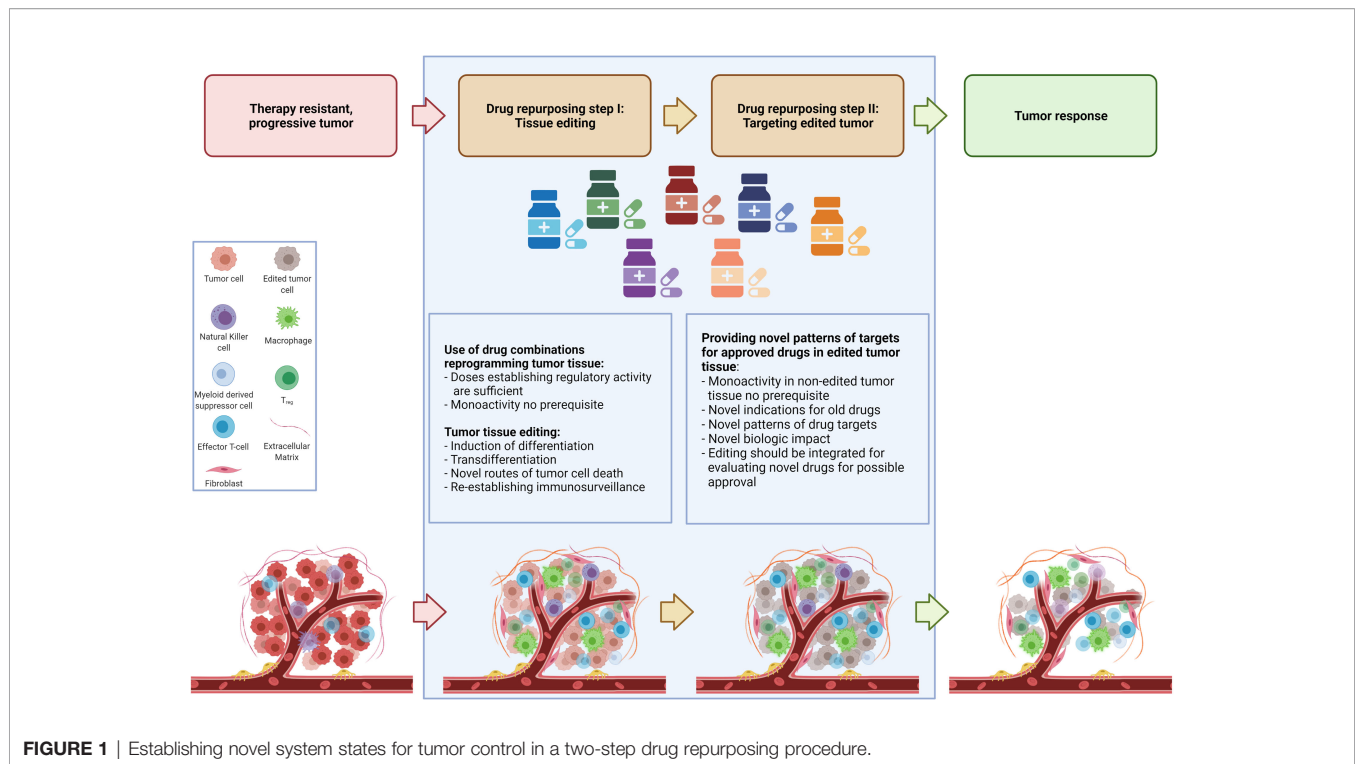 Therapy resistant,
progressive tumor
Drug repurposing step I:
Tissue editing
Drug repurposing step II:
Targeting edited tumor
Tumor response
Tumor cell
Edited tumor
cell
Natural Killer
cell
Macrophage
Myeloid derived
suppressor cell
Treg
Effector T-cell
Extracellular
Matrix
Fibroblast
Use of drug combinations
reprogramming tumor tissue:
- Doses establishing regulatory activity
are sufficient
- Monoactivity no prerequisite
Tumor tissue editing:
- Induction of differentiation
- Transdifferentiation
- Novel routes of tumor cell death
- Re-establishing immunosurveillance
Providing novel patterns of targets
for approved drugs in edited tumor
tissue:
- Monoactivity in non-edited tumor
tissue no prerequisite
- Novel indications for old drugs
- Novel patterns of drug targets
- Novel biologic impact
- Editing should be integrated for
evaluating novel drugs for possible
approval
FIGURE 1 | Establishing novel system states for tumor control in a two-step drug repurposing procedure.